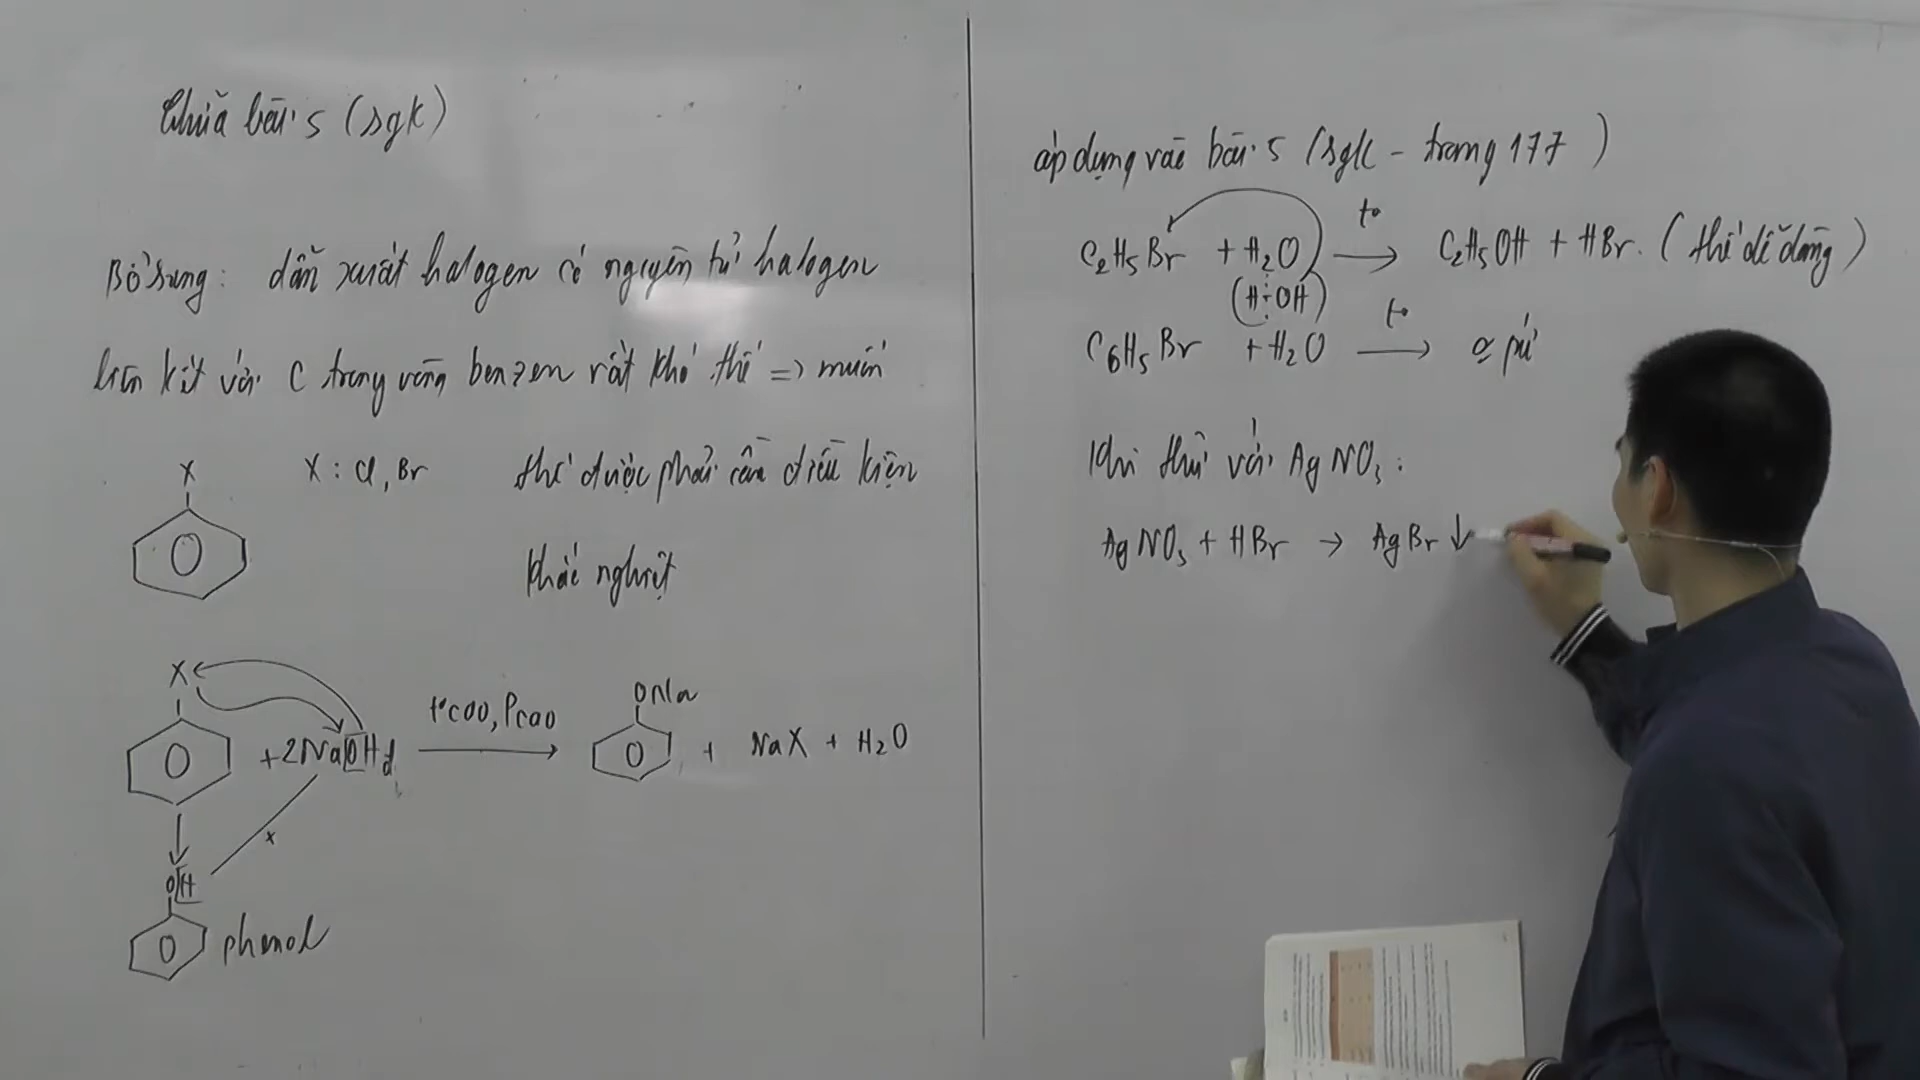 Chữa bài 5 (sgk)
Bổ sung: dẫn xuất halogen có nguyên tử halogen
liên kết với C trong vòng benzen rất khó thế => muốn
thế được phải cần điều kiện
khắc nghiệt
X
X : Cl, Br
X
+ 2NaOHđ
t°cao, Pcao
ONa
+ NaX + H₂O
OH
x
phenol
áp dụng vào bài 5 (sgk - trang 177)
C₂H₅Br + H₂O t° → C₂H₅OH + HBr. (thế dễ dàng)
(H-OH)
C₆H₅Br + H₂O t° → pứ
Khi thử với AgNO₃ :
AgNO₃ + HBr → AgBr ↓